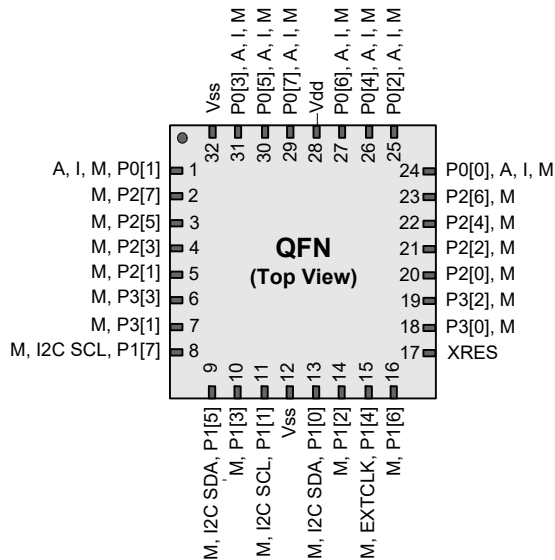 Vss
P0[3], A, I, M
P0[5], A, I, M
P0[7], A, I, M
Vdd
P0[6], A, I, M
P0[4], A, I, M
P0[2], A, I, M
32
31
30
29
28
27
26
25
A, I, M, P0[1]
1
M, P2[7]
2
M, P2[5]
3
M, P2[3]
4
M, P2[1]
5
M, P3[3]
6
M, P3[1]
7
M, I2C SCL, P1[7]
8
QFN
(Top View)
24
P0[0], A, I, M
23
P2[6], M
22
P2[4], M
21
P2[2], M
20
P2[0], M
19
P3[2], M
18
P3[0], M
17
XRES
9
10
11
12
13
14
15
16
M, I2C SDA, P1[5]
M, P1[3]
M, I2C SCL, P1[1]
Vss
M, I2C SDA, P1[0]
M, P1[2]
M, EXTCLK, P1[4]
M, P1[6]